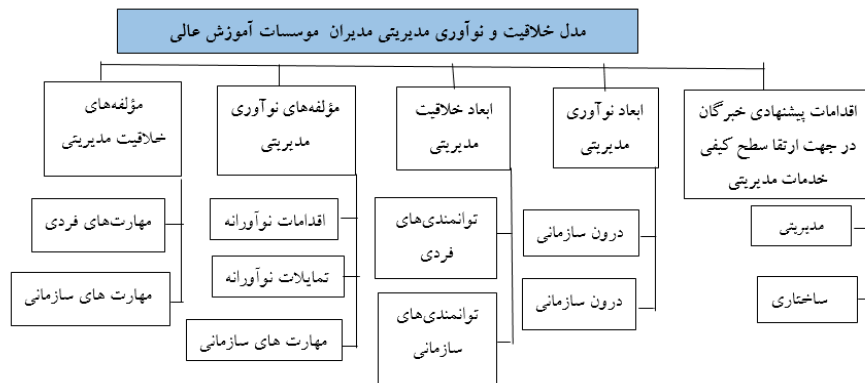 مدل خلاقیت و نوآوری مدیریتی مدیران موسسات آموزش عالی
اقدامات پیشنهادی خبرگان
در جهت ارتقا سطح کیفی
خدمات مدیریتی
مدیریتی
ساختاری
ابعاد نوآوری
مدیریتی
درون سازمانی
درون سازمانی
ابعاد خلاقیت
مدیریتی
توانمندی‌های
فردی
توانمندی‌های
سازمانی
مؤلفه‌های نوآوری
مدیریتی
اقدامات نوآورانه
تمایلات نوآورانه
مهارت های سازمانی
مؤلفه‌های
خلاقیت مدیریتی
مهارت‌های فردی
مهارت های سازمانی